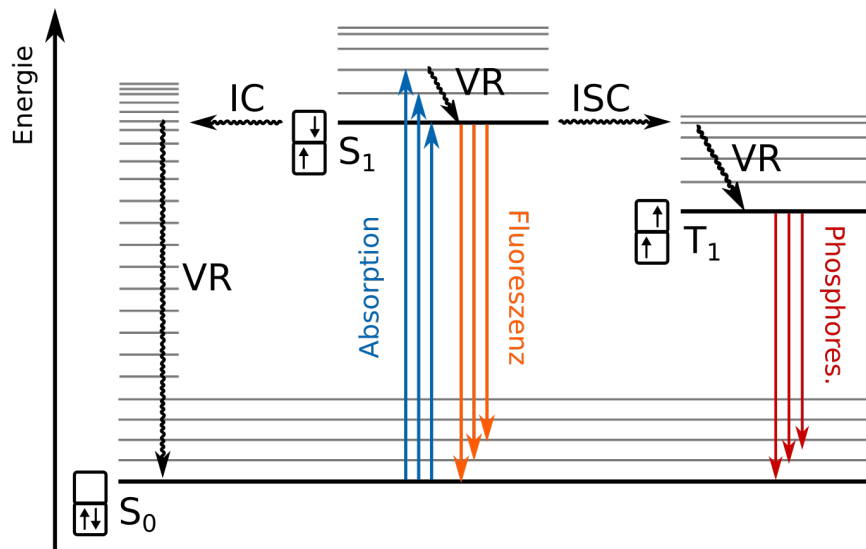 Energie
IC
VR
ISC
S₁
VR
T₁
VR
Absorption
Fluoreszenz
Phosphores.
S₀